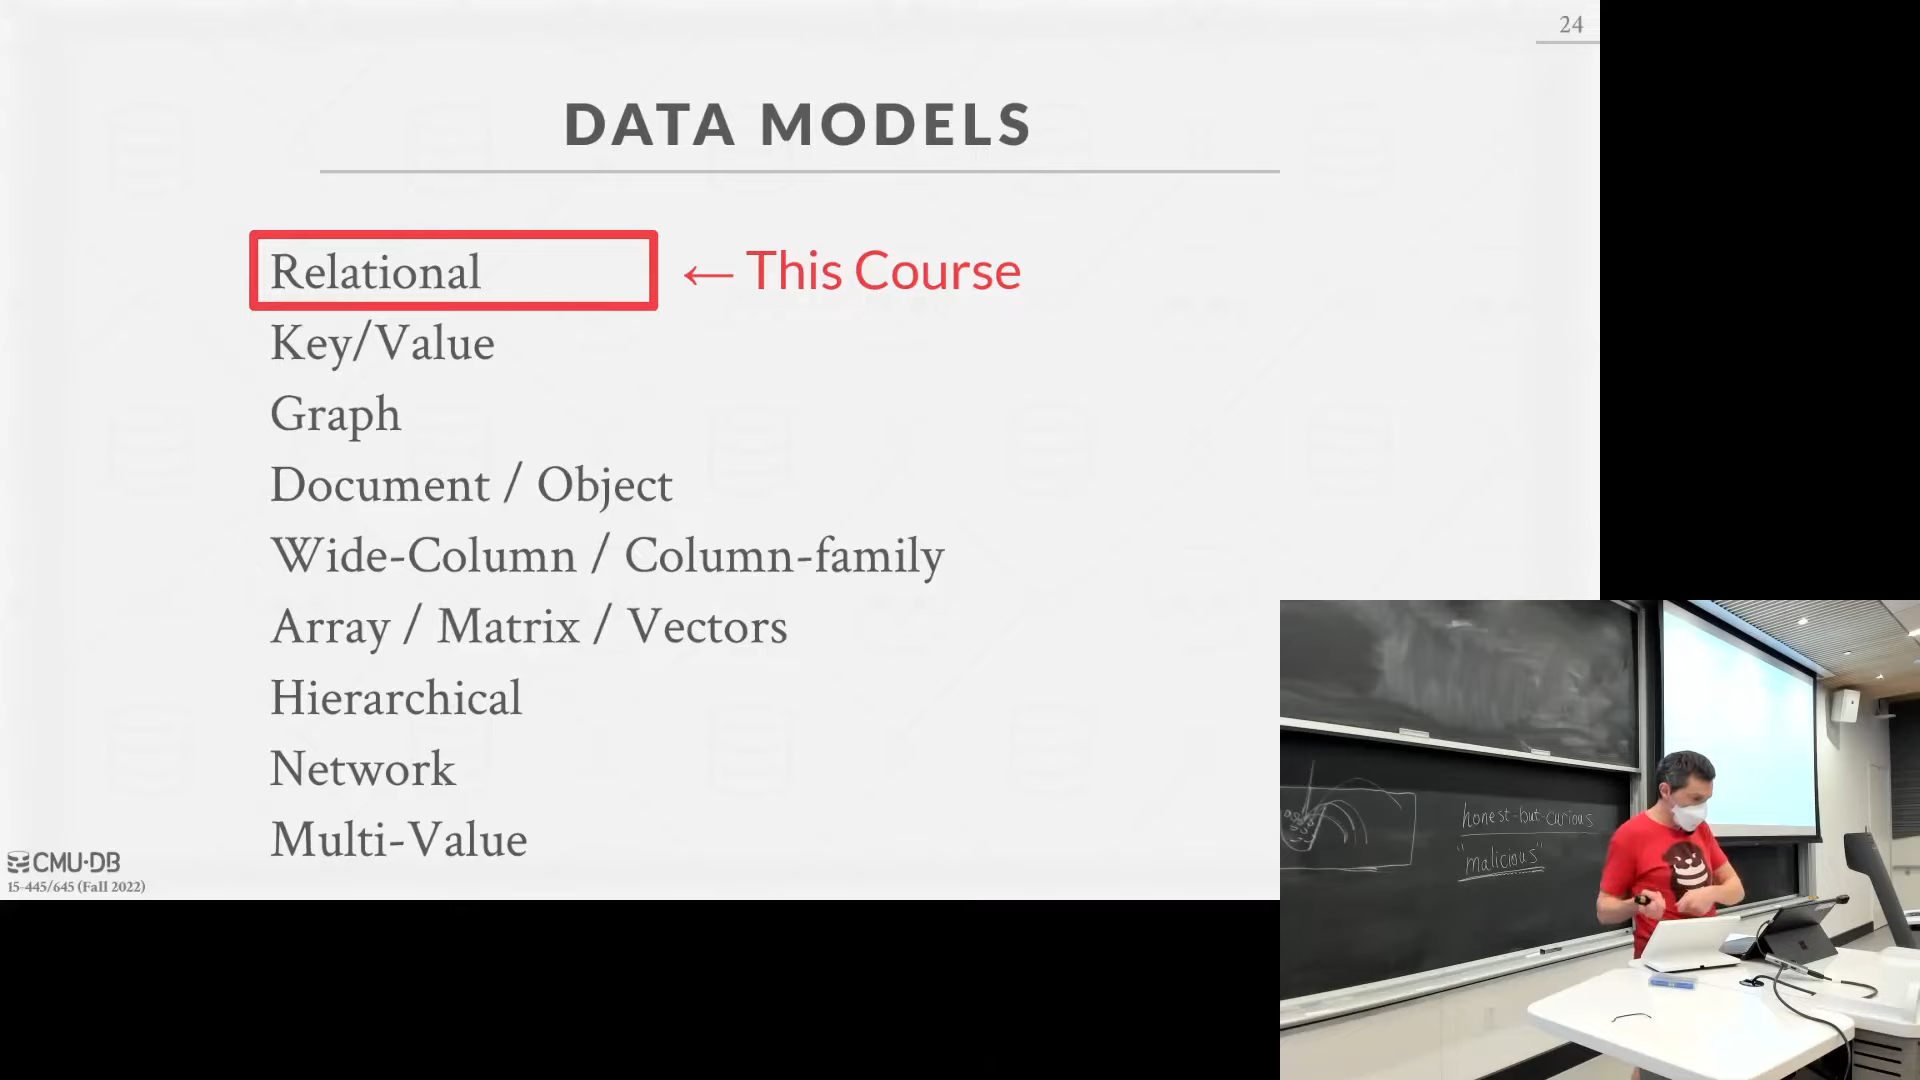 24
DATA MODELS
Relational ← This Course
Key/Value
Graph
Document / Object
Wide-Column / Column-family
Array / Matrix / Vectors
Hierarchical
Network
Multi-Value
CMU·DB
15-445/645 (Fall 2022)
honest-but-curious
"malicious"